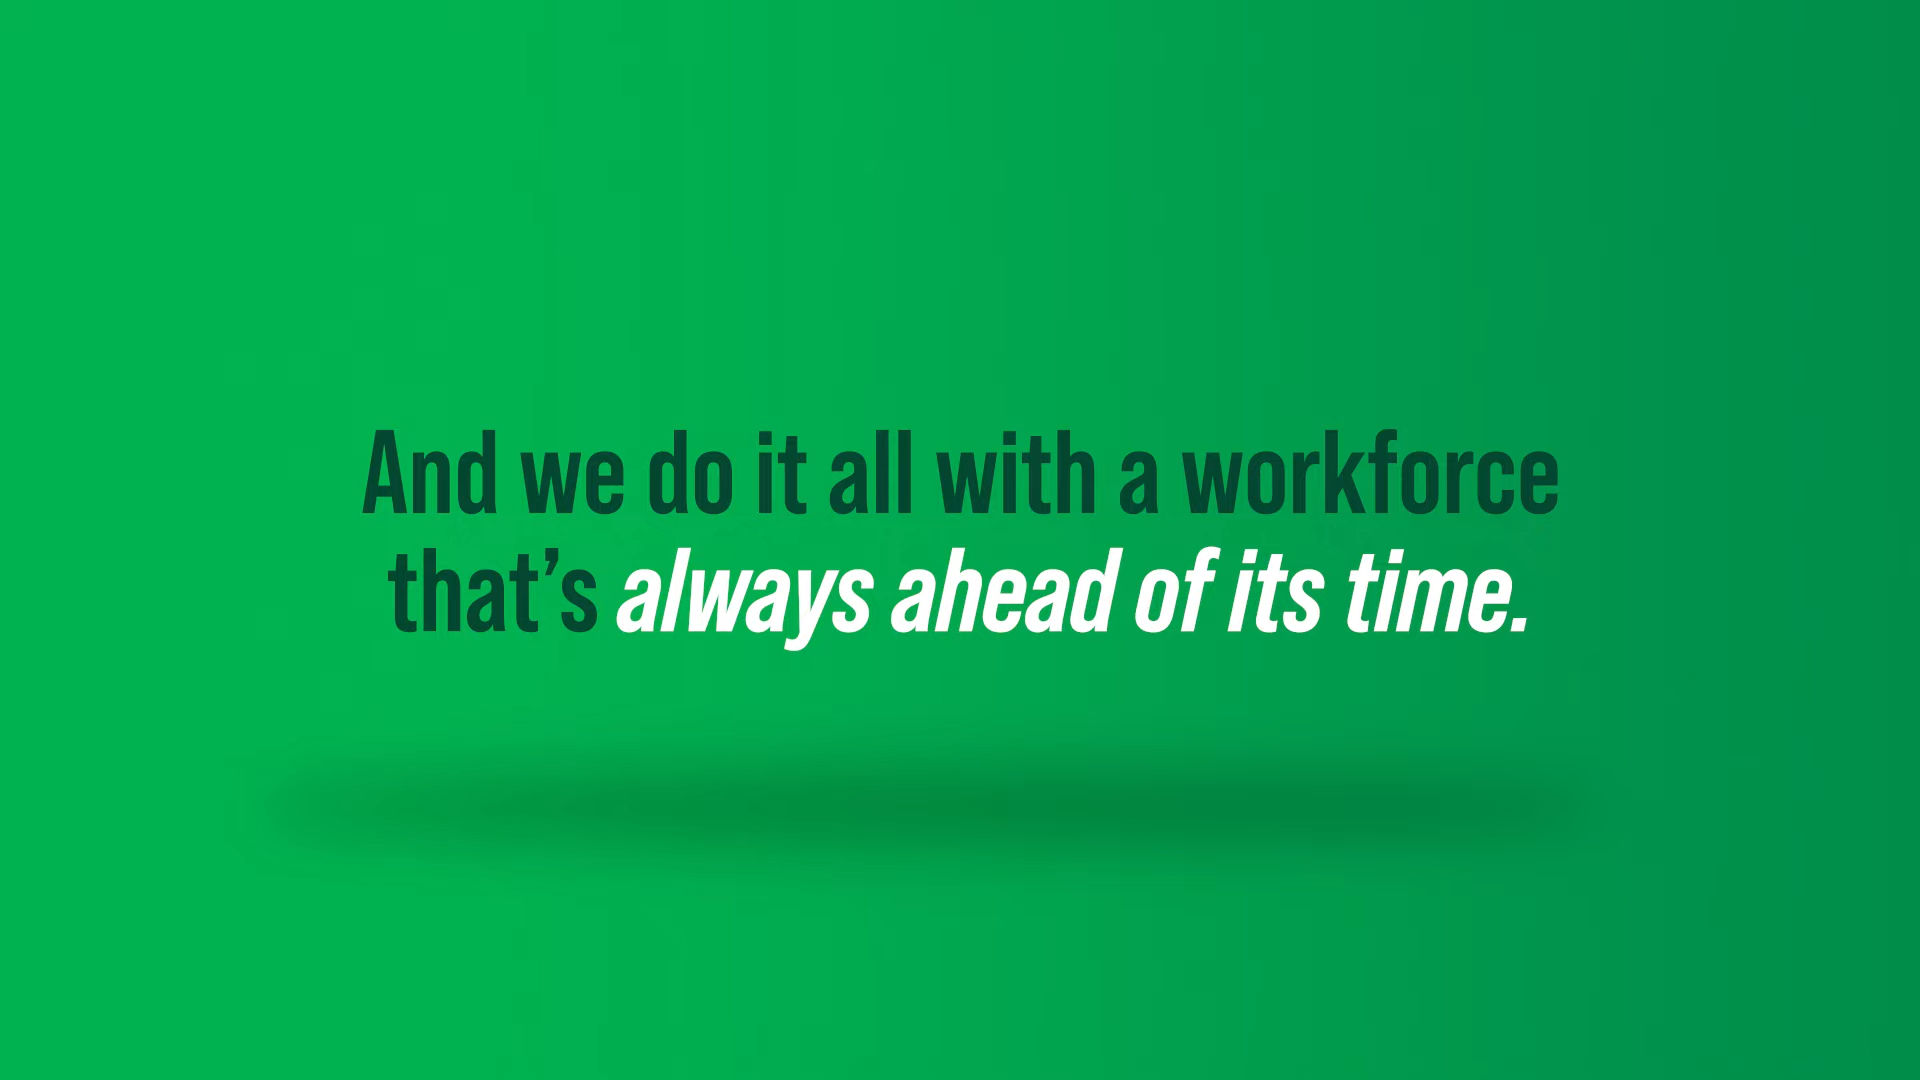 And we do it all with a workforce
that’s always ahead of its time.